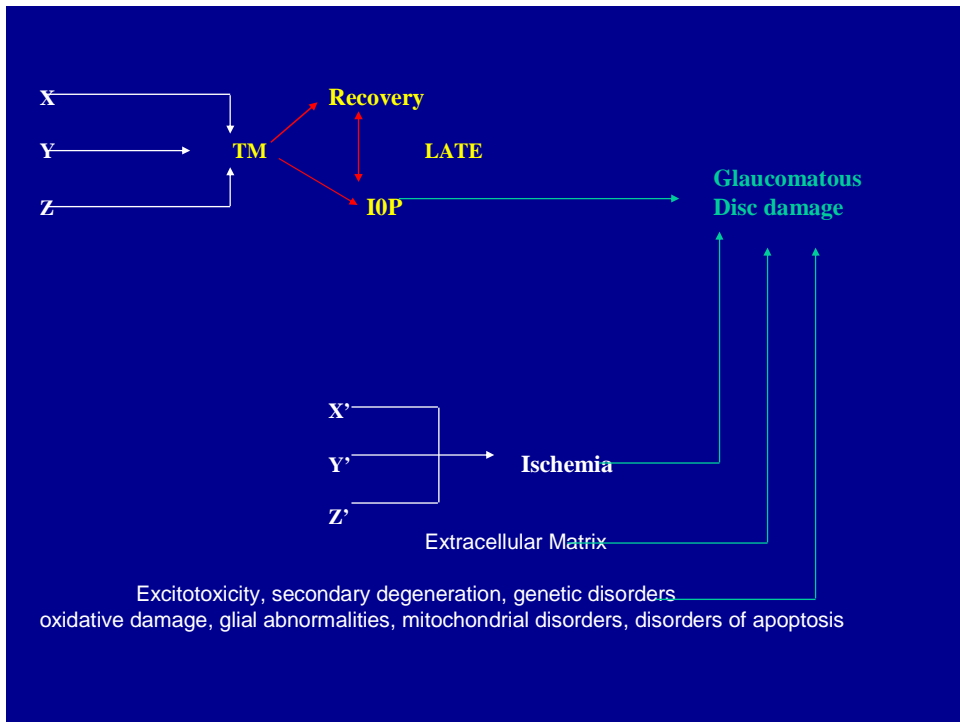 X
Recovery
Y
TM
LATE
Glaucomatous
Disc damage
Z
I0P
X’
Y’
Ischemia
Z’
Extracellular Matrix
Excitotoxicity, secondary degeneration, genetic disorders
oxidative damage, glial abnormalities, mitochondrial disorders, disorders of apoptosis